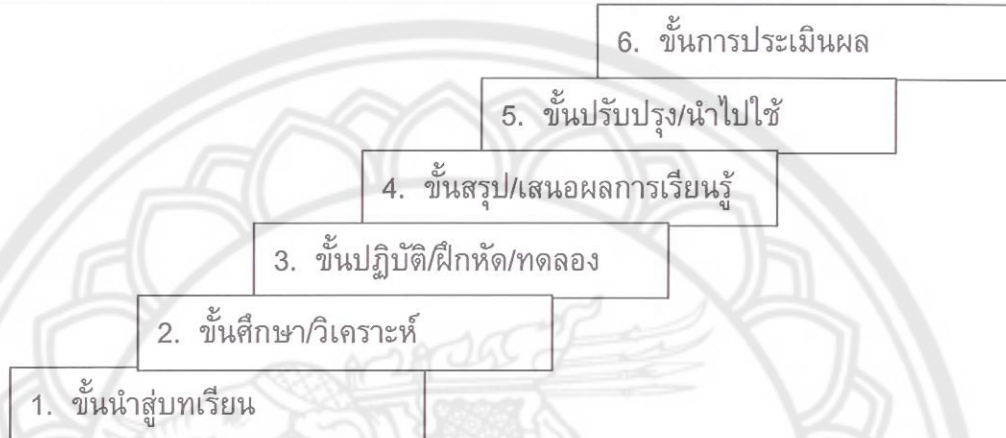 6. ขั้นการประเมินผล
5. ขั้นปรับปรุง/นำไปใช้
4. ขั้นสรุป/เสนอผลการเรียนรู้
3. ขั้นปฏิบัติ/ฝึกหัด/ทดลอง
2. ขั้นศึกษา/วิเคราะห์
1. ขั้นนำสู่บทเรียน